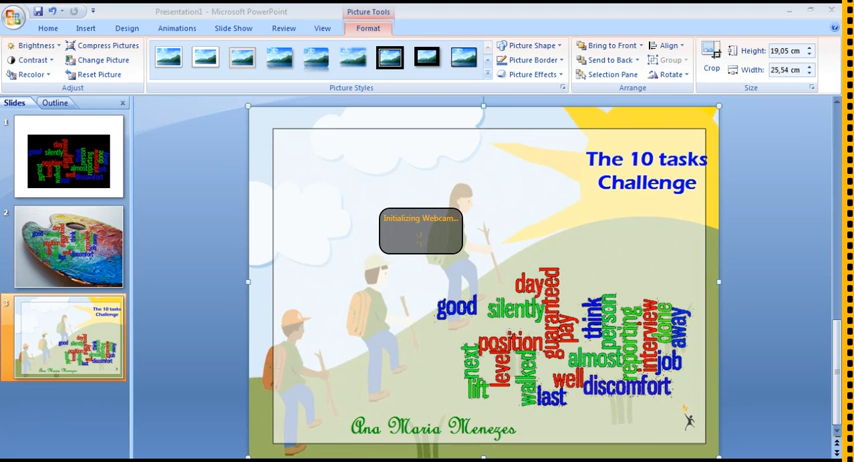 Presentation1 - Microsoft PowerPoint
Picture Tools
Home Insert Design Animations Slide Show Review View Format
Brightness Compress Pictures
Contrast Change Picture
Recolor Reset Picture
Adjust
Picture Shape
Picture Border
Picture Effects
Picture Styles
Bring to Front Align
Send to Back Group
Selection Pane Rotate
Arrange
Crop
Height: 19,05 cm
Width: 25,54 cm
Size
Slides Outline
1
2
3
The 10 tasks
Challenge
Initializing Webcam...
good
silently
day
guaranteed
pay
think
person
reporting
interview
done
away
next
position
level
walked
almost
job
lift
well
discomfort
last
Ana Maria Menezes